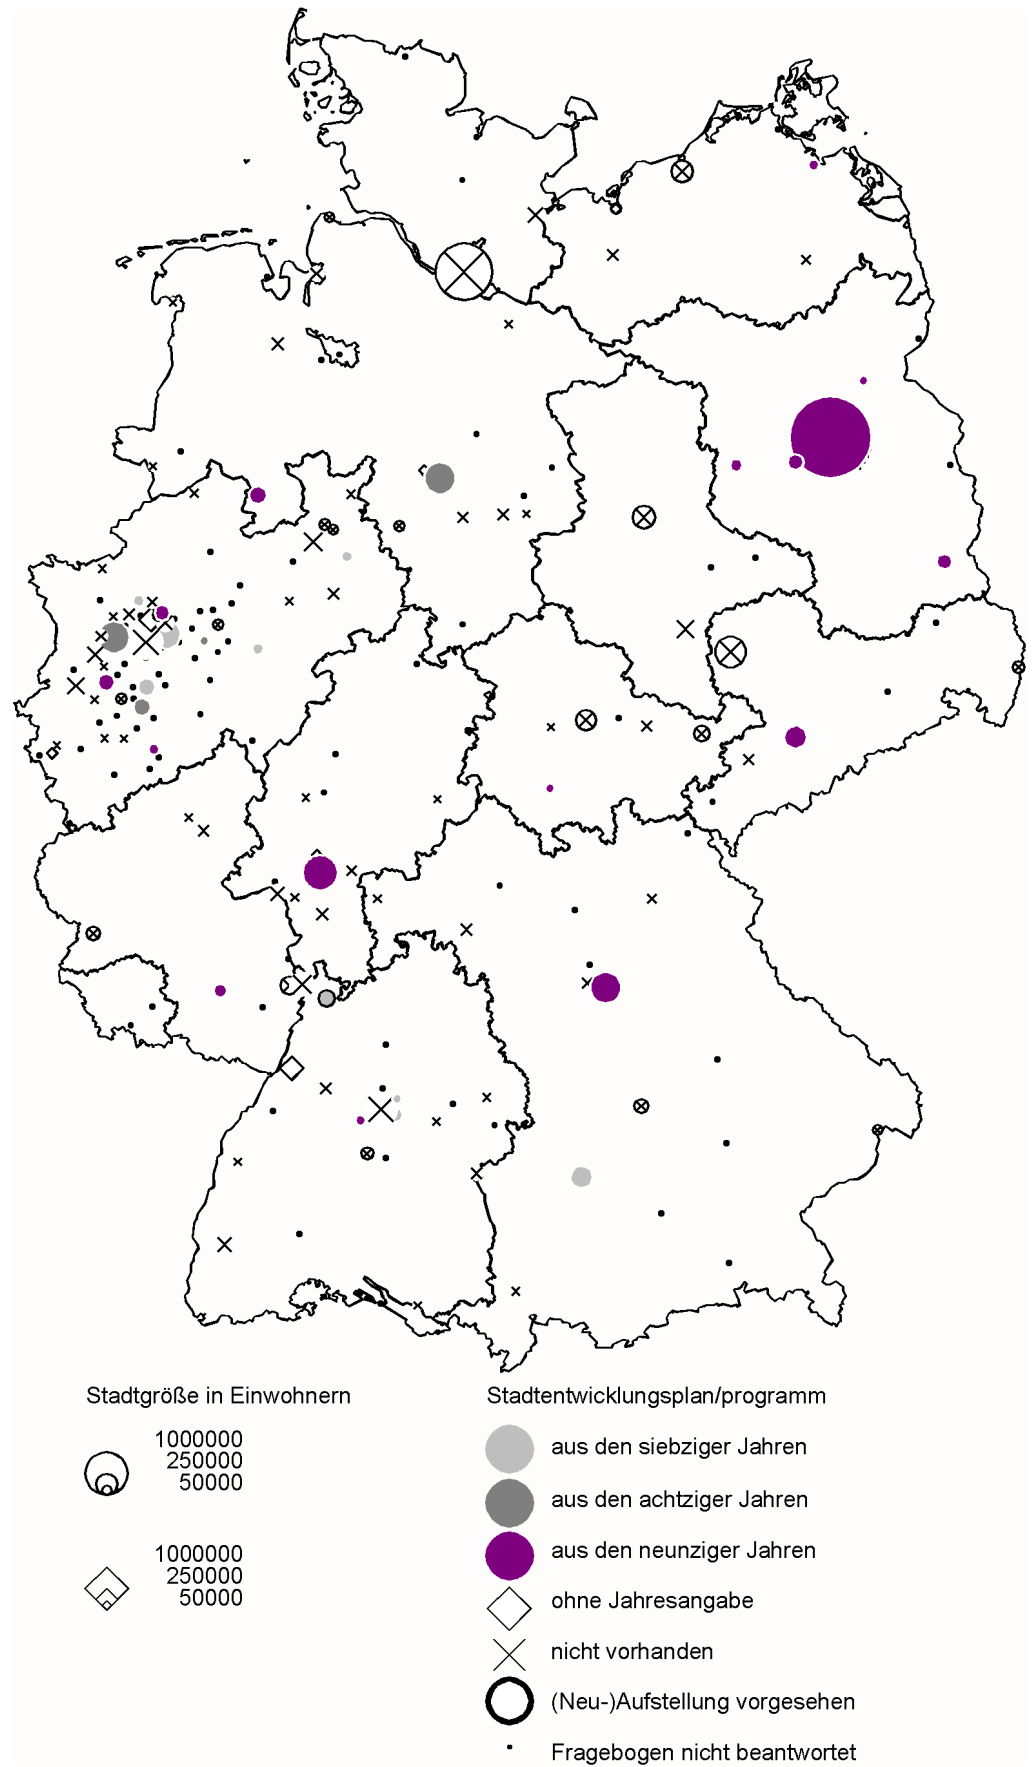 Stadtgröße in Einwohnern
1000000
250000
50000
1000000
250000
50000
Stadtentwicklungsplan/programm
aus den siebziger Jahren
aus den achtziger Jahren
aus den neunziger Jahren
ohne Jahresangabe
nicht vorhanden
(Neu-)Aufstellung vorgesehen
Fragebogen nicht beantwortet